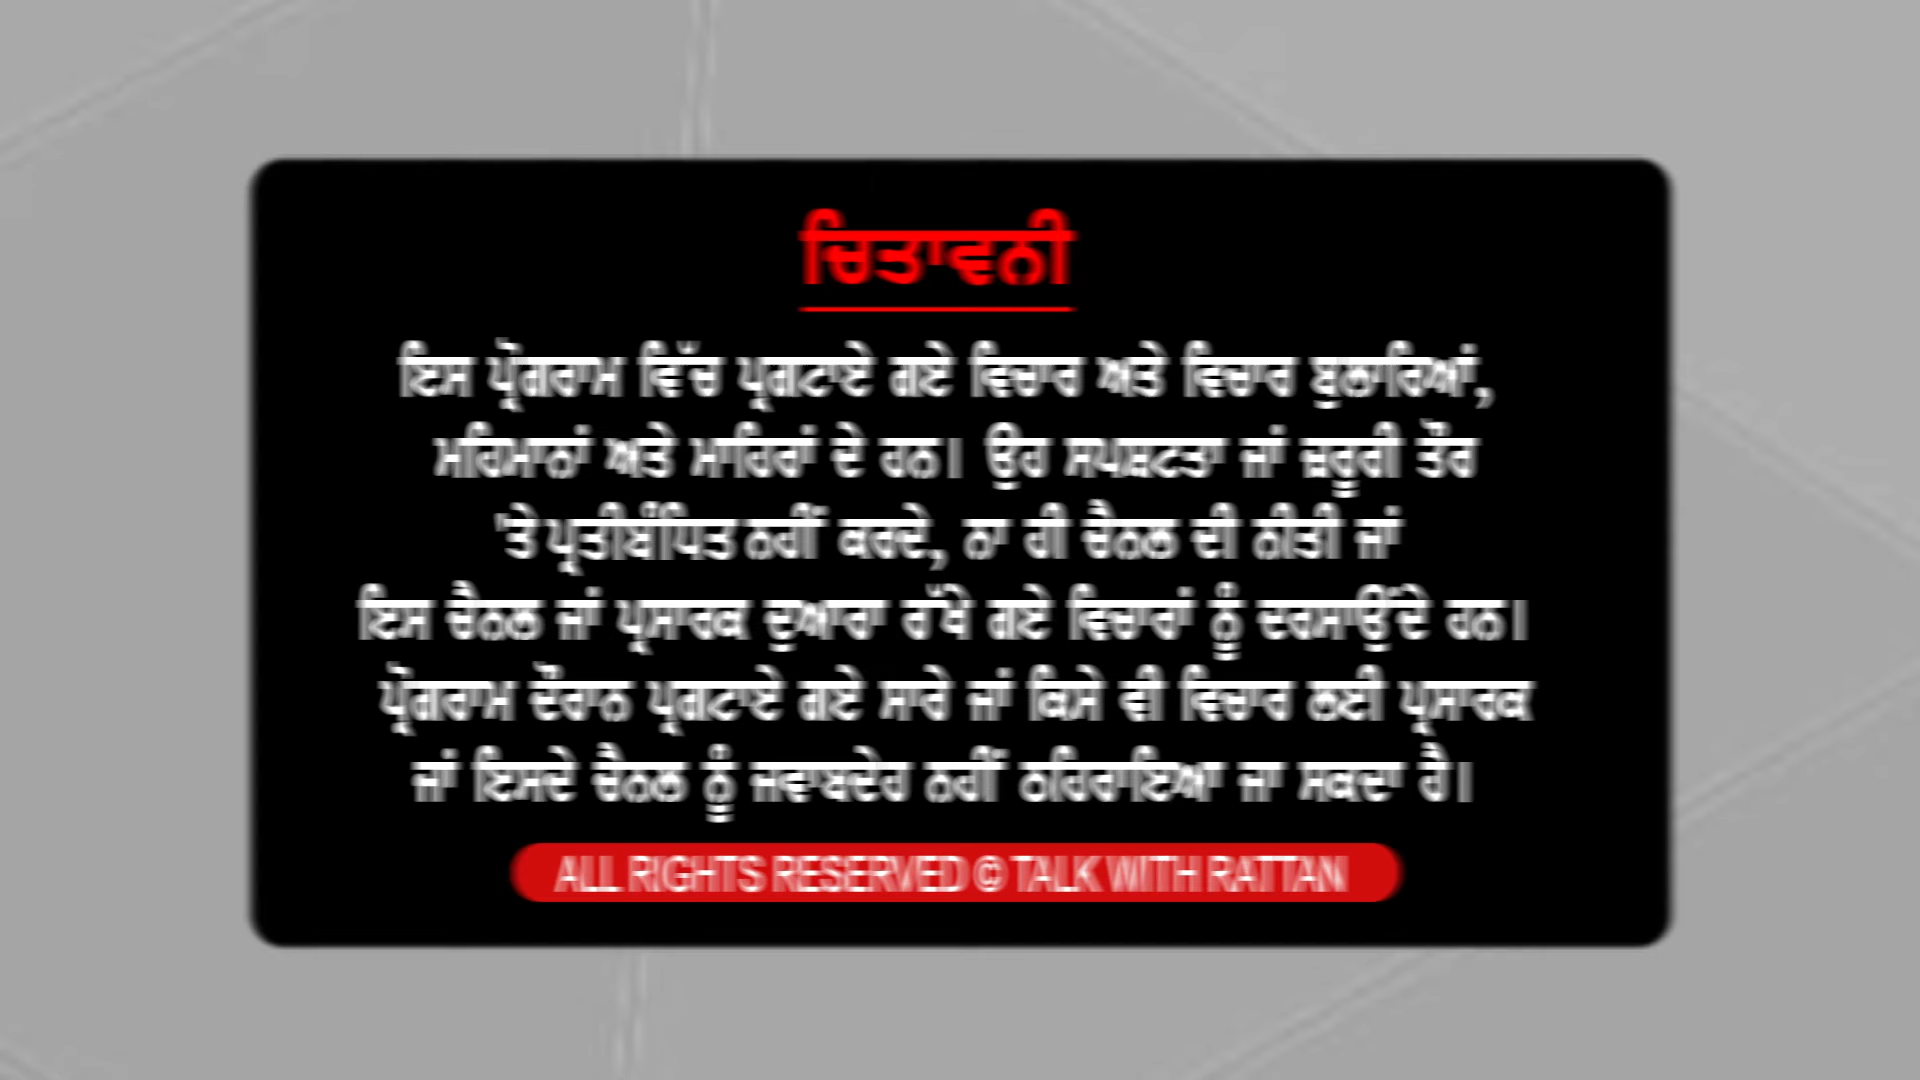 ਚਿਤਾਵਨੀ
ਇਸ ਪ੍ਰੋਗਰਾਮ ਵਿੱਚ ਪ੍ਰਗਟਾਏ ਗਏ ਵਿਚਾਰ ਅਤੇ ਵਿਚਾਰ ਬੁਲਾਰਿਆਂ,
ਮਹਿਮਾਨਾਂ ਅਤੇ ਮਾਹਿਰਾਂ ਦੇ ਹਨ। ਉਹ ਸਪਸ਼ਟਤਾ ਜਾਂ ਜ਼ਰੂਰੀ ਤੌਰ
'ਤੇ ਪ੍ਰਤੀਬੰਧਿਤ ਨਹੀਂ ਕਰਦੇ, ਨਾ ਹੀ ਚੈਨਲ ਦੀ ਨੀਤੀ ਜਾਂ
ਇਸ ਚੈਨਲ ਜਾਂ ਪ੍ਰਸਾਰਕ ਦੁਆਰਾ ਰੱਖੇ ਗਏ ਵਿਚਾਰਾਂ ਨੂੰ ਦਰਸਾਉਂਦੇ ਹਨ।
ਪ੍ਰੋਗਰਾਮ ਦੌਰਾਨ ਪ੍ਰਗਟਾਏ ਗਏ ਸਾਰੇ ਜਾਂ ਕਿਸੇ ਵੀ ਵਿਚਾਰ ਲਈ ਪ੍ਰਸਾਰਕ
ਜਾਂ ਇਸਦੇ ਚੈਨਲ ਨੂੰ ਜਵਾਬਦੇਹ ਨਹੀਂ ਠਹਿਰਾਇਆ ਜਾ ਸਕਦਾ ਹੈ।
ALL RIGHTS RESERVED © TALK WITH RATTAN